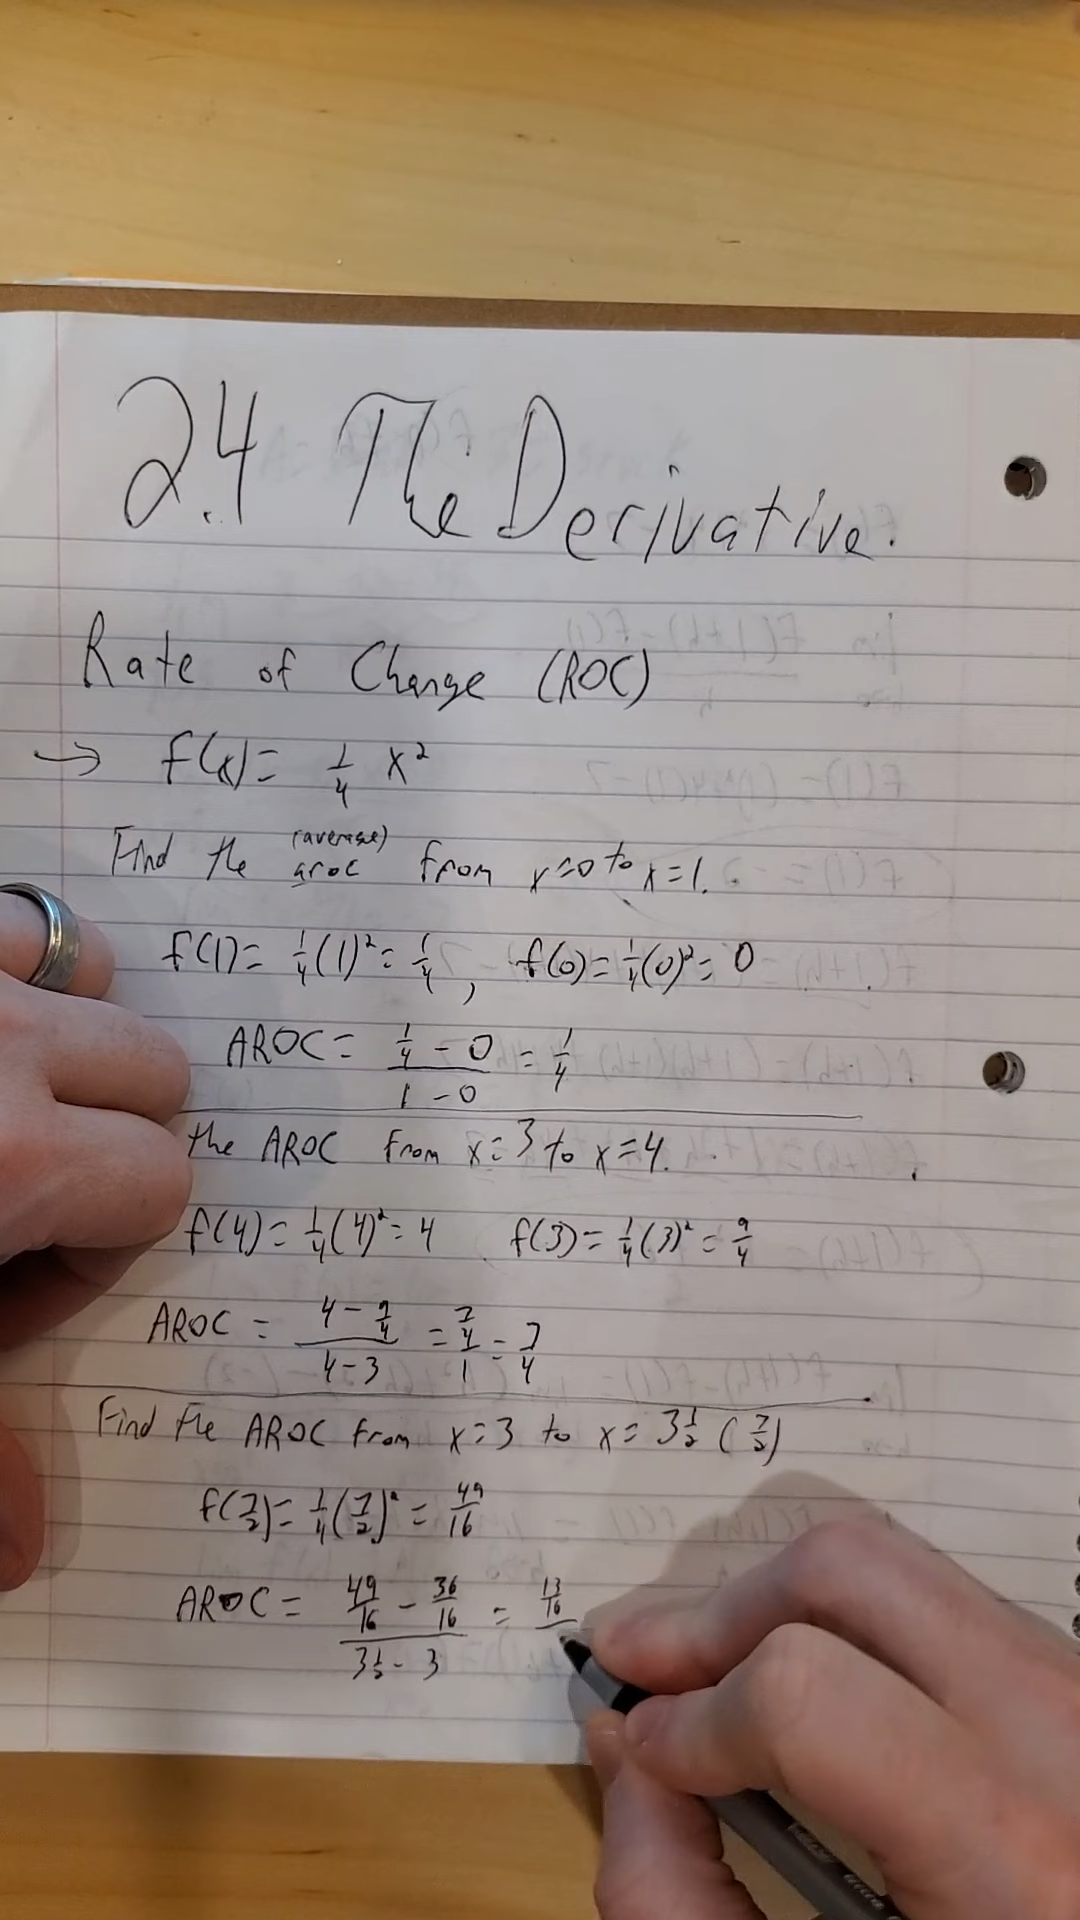 2.4 The Derivative.
Rate of Change (ROC)
→ f(x) = 1/4 x²
Find the (average) aroc from x=0 to x=1.
f(1) = 1/4(1)² = 1/4, f(0) = 1/4(0)² = 0
AROC = (1/4 - 0)/(1 - 0) = 1/4
the AROC from x=3 to x=4.
f(4) = 1/4(4)² = 4 f(3) = 1/4(3)² = 9/4
AROC = (4 - 9/4)/(4 - 3) = (7/4)/1 = 7/4
Find the AROC from x=3 to x= 3 1/2 (7/2)
f(7/2) = 1/4(7/2)² = 49/16
AROC = (49/16 - 36/16)/(3 1/2 - 3) = 13/16